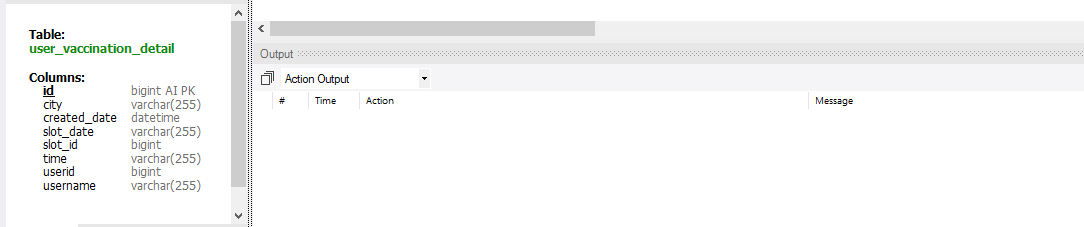 Table:
user_vaccination_detail
Columns:
id bigint AI PK
city varchar(255)
created_date datetime
slot_date varchar(255)
slot_id bigint
time varchar(255)
userid bigint
username varchar(255)
Output
Action Output
# Time Action Message